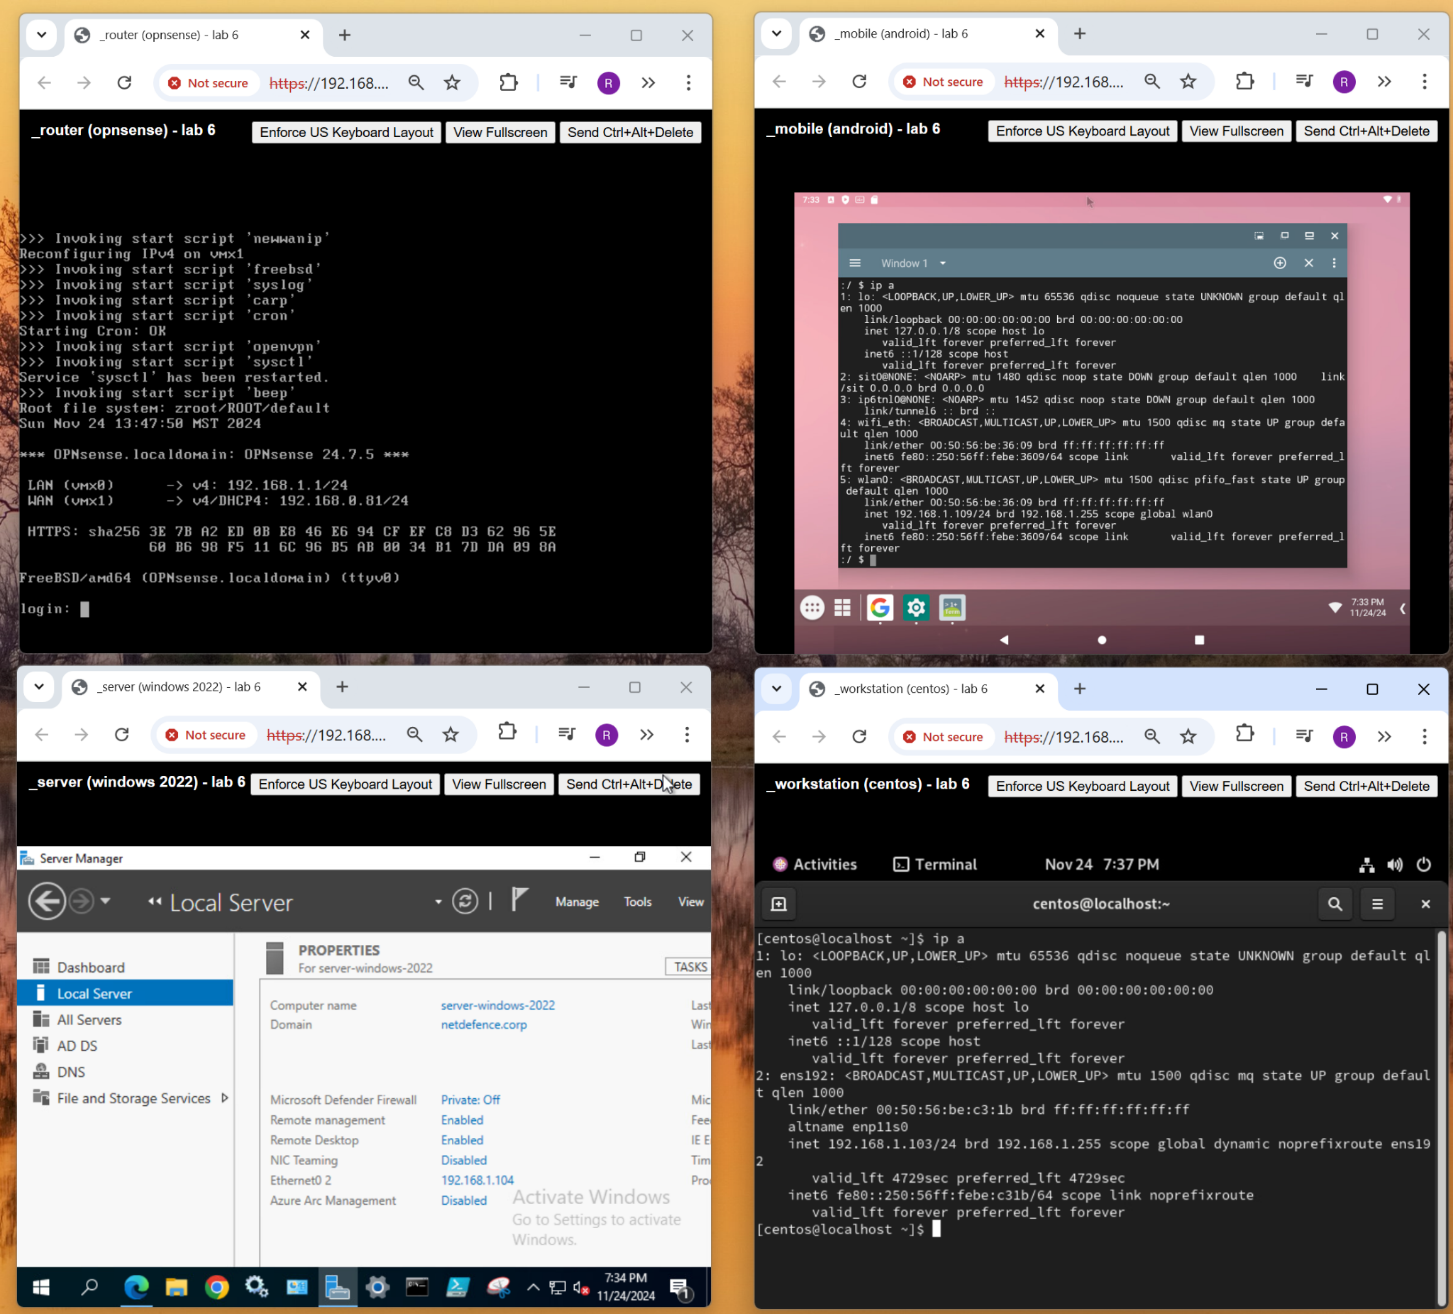 _router (opnsense) - lab 6
Not secure https://192.168.... R
_router (opnsense) - lab 6 Enforce US Keyboard Layout View Fullscreen Send Ctrl+Alt+Delete
>>> Invoking start script 'newwanip'
Reconfiguring IPv4 on vmx1
>>> Invoking start script 'freebsd'
>>> Invoking start script 'syslog'
>>> Invoking start script 'carp'
>>> Invoking start script 'cron'
Starting Cron: OK
>>> Invoking start script 'openvpn'
>>> Invoking start script 'sysctl'
Service 'sysctl' has been restarted.
>>> Invoking start script 'beep'
Root file system: zroot/ROOT/default
Sun Nov 24 13:47:50 MST 2024
*** OPNsense.localdomain: OPNsense 24.7.5 ***
LAN (vmx0) -> v4: 192.168.1.1/24
WAN (vmx1) -> v4/DHCP4: 192.168.0.81/24
HTTPS: sha256 3E 7B A2 ED 0B E8 46 E6 94 CF EF C8 D3 62 96 5E
60 B6 98 F5 11 6C 96 B5 AB 00 34 B1 7D DA 09 8A
FreeBSD/amd64 (OPNsense.localdomain) (ttyv0)
login:
_mobile (android) - lab 6
Not secure https://192.168.... R
_mobile (android) - lab 6 Enforce US Keyboard Layout View Fullscreen Send Ctrl+Alt+Delete
7:33
Window 1
:/ $ ip a
1: lo: <LOOPBACK,UP,LOWER_UP> mtu 65536 qdisc noqueue state UNKNOWN group default ql
en 1000
link/loopback 00:00:00:00:00:00 brd 00:00:00:00:00:00
inet 127.0.0.1/8 scope host lo
valid_lft forever preferred_lft forever
inet6 ::1/128 scope host
valid_lft forever preferred_lft forever
2: sit0@NONE: <NOARP> mtu 1480 qdisc noop state DOWN group default qlen 1000 link
/sit 0.0.0.0 brd 0.0.0.0
3: ip6tnl0@NONE: <NOARP> mtu 1452 qdisc noop state DOWN group default qlen 1000
link/tunnel6 :: brd ::
4: wifi_eth: <BROADCAST,MULTICAST,UP,LOWER_UP> mtu 1500 qdisc mq state UP group defa
ult qlen 1000
link/ether 00:50:56:be:36:09 brd ff:ff:ff:ff:ff:ff
inet6 fe80::250:56ff:febe:3609/64 scope link valid_lft forever preferred_l
ft forever
5: wlan0: <BROADCAST,MULTICAST,UP,LOWER_UP> mtu 1500 qdisc pfifo_fast state UP group
default qlen 1000
link/ether 00:50:56:be:36:09 brd ff:ff:ff:ff:ff:ff
inet 192.168.1.109/24 brd 192.168.1.255 scope global wlan0
valid_lft forever preferred_lft forever
inet6 fe80::250:56ff:febe:3609/64 scope link valid_lft forever preferred_l
ft forever
:/ $
7:33 PM
11/24/24
_server (windows 2022) - lab 6
Not secure https://192.168.... R
_server (windows 2022) - lab 6 Enforce US Keyboard Layout View Fullscreen Send Ctrl+Alt+Delete
Server Manager
Local Server Manage Tools View
Dashboard
Local Server
All Servers
AD DS
DNS
File and Storage Services
PROPERTIES
For server-windows-2022
TASKS
Computer name server-windows-2022 Last
Domain netdefence.corp Win
Last
Microsoft Defender Firewall Private: Off Mic
Remote management Enabled Fee
Remote Desktop Enabled IE E
NIC Teaming Disabled Tim
Ethernet0 2 192.168.1.104 Pro
Azure Arc Management Disabled
Activate Windows
Go to Settings to activate
Windows.
7:34 PM
11/24/2024
1
_workstation (centos) - lab 6
Not secure https://192.168.... R
_workstation (centos) - lab 6 Enforce US Keyboard Layout View Fullscreen Send Ctrl+Alt+Delete
Activities Terminal Nov 24 7:37 PM
centos@localhost:~
[centos@localhost ~]$ ip a
1: lo: <LOOPBACK,UP,LOWER_UP> mtu 65536 qdisc noqueue state UNKNOWN group default ql
en 1000
link/loopback 00:00:00:00:00:00 brd 00:00:00:00:00:00
inet 127.0.0.1/8 scope host lo
valid_lft forever preferred_lft forever
inet6 ::1/128 scope host
valid_lft forever preferred_lft forever
2: ens192: <BROADCAST,MULTICAST,UP,LOWER_UP> mtu 1500 qdisc mq state UP group defaul
t qlen 1000
link/ether 00:50:56:be:c3:1b brd ff:ff:ff:ff:ff:ff
altname enp11s0
inet 192.168.1.103/24 brd 192.168.1.255 scope global dynamic noprefixroute ens19
2
valid_lft 4729sec preferred_lft 4729sec
inet6 fe80::250:56ff:febe:c31b/64 scope link noprefixroute
valid_lft forever preferred_lft forever
[centos@localhost ~]$